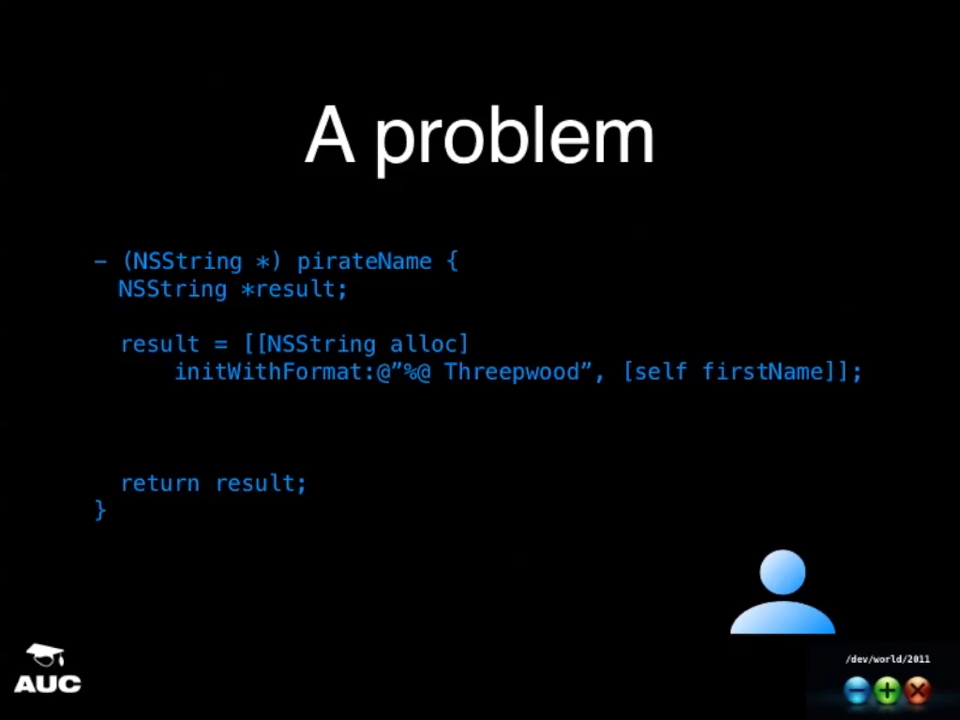 A problem
- (NSString *) pirateName {
NSString *result;
result = [[NSString alloc]
initWithFormat:@”%@ Threepwood”, [self firstName]];
return result;
}
AUC
/dev/world/2011